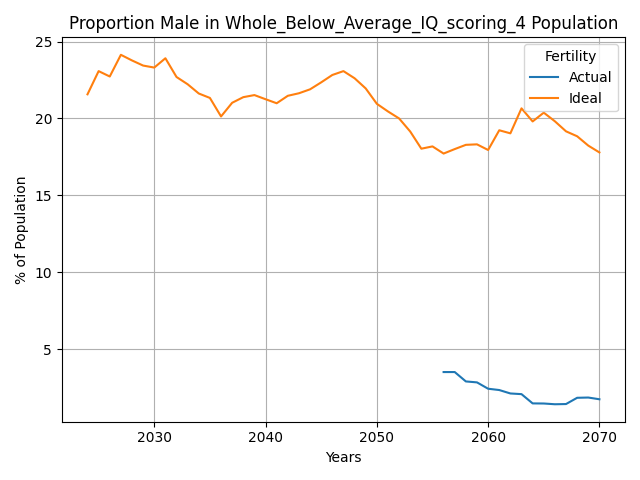 Proportion Male in Whole_Below_Average_IQ_scoring_4 Population
Fertility
Actual
Ideal
% of Population
25
20
15
10
5
2030
2040
2050
2060
2070
Years